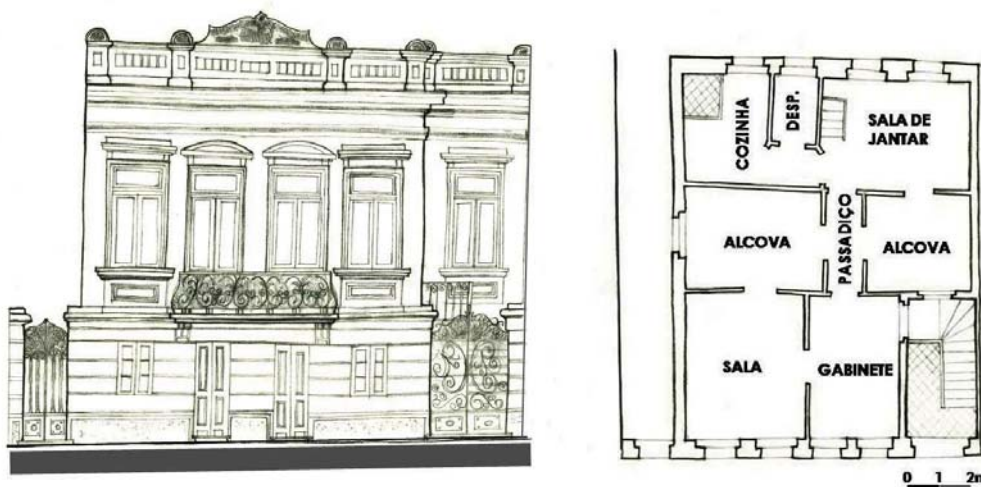 COZINHA
DESP.
SALA DE
JANTAR
ALCOVA
PASSADIÇO
ALCOVA
SALA
GABINETE
0 1 2m